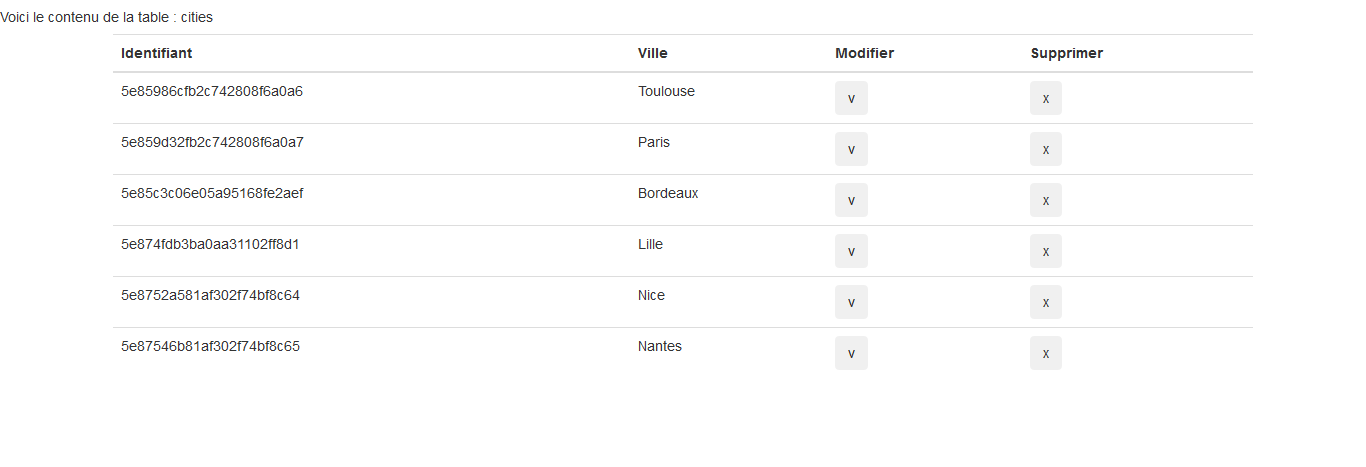 Voici le contenu de la table : cities
Identifiant Ville Modifier Supprimer
5e85986cfb2c742808f6a0a6 Toulouse v x
5e859d32fb2c742808f6a0a7 Paris v x
5e85c3c06e05a95168fe2aef Bordeaux v x
5e874fdb3ba0aa31102ff8d1 Lille v x
5e8752a581af302f74bf8c64 Nice v x
5e87546b81af302f74bf8c65 Nantes v x